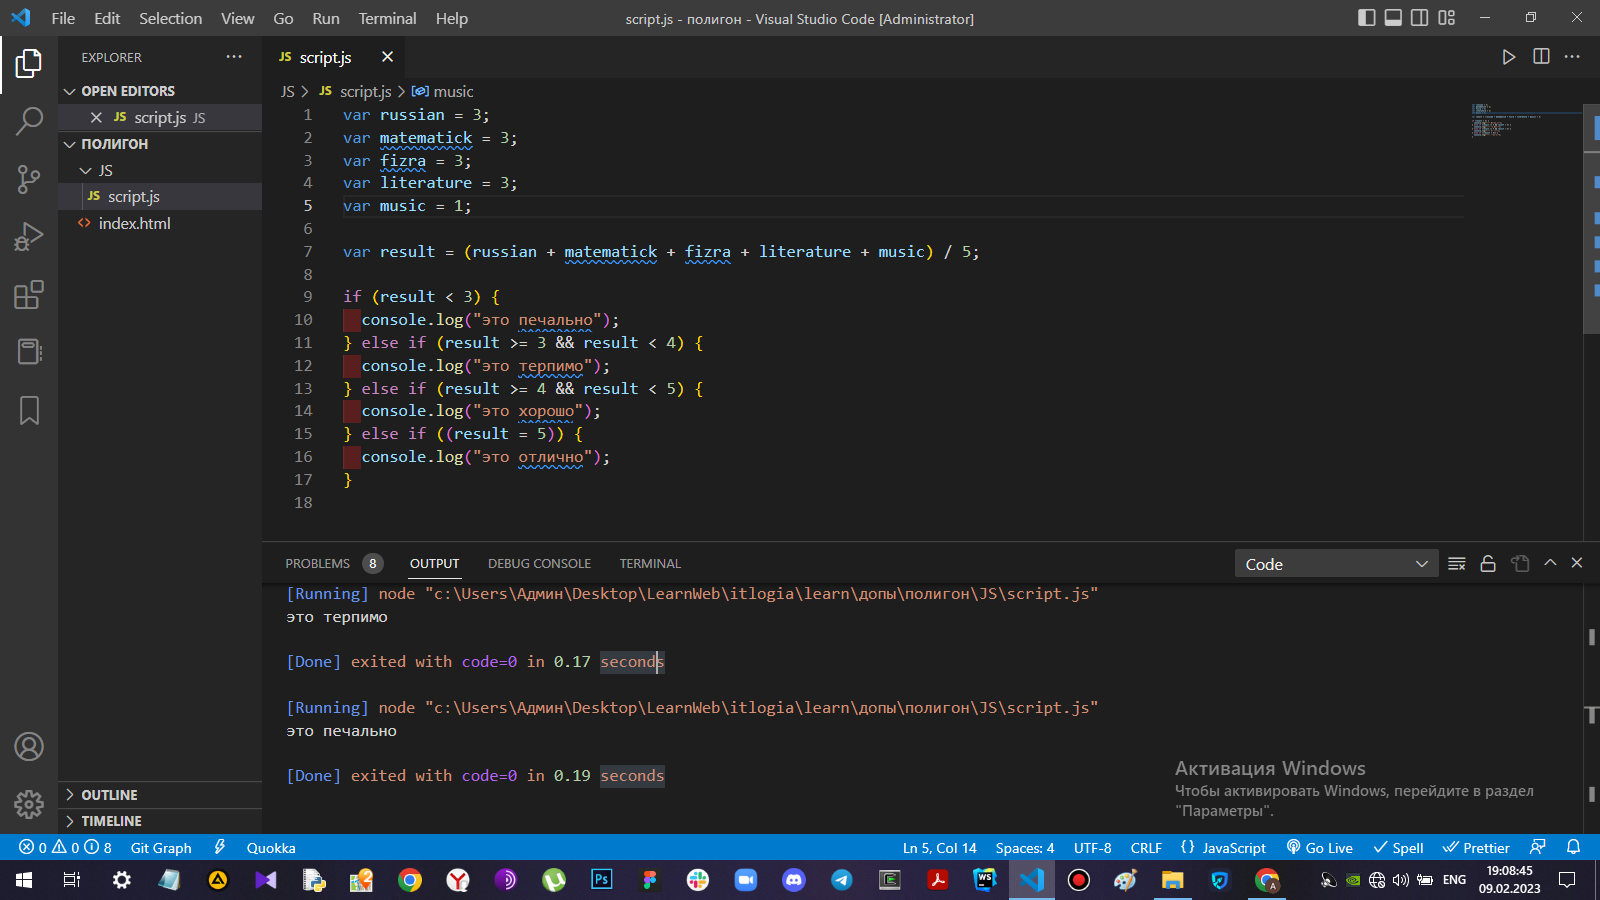 File Edit Selection View Go Run Terminal Help
script.js - полигон - Visual Studio Code [Administrator]
EXPLORER
OPEN EDITORS
JS script.js JS
ПОЛИГОН
JS
JS script.js
<> index.html
OUTLINE
TIMELINE
JS script.js
JS > JS script.js > music
1 var russian = 3;
2 var matematick = 3;
3 var fizra = 3;
4 var literature = 3;
5 var music = 1;
6
7 var result = (russian + matematick + fizra + literature + music) / 5;
8
9 if (result < 3) {
10 console.log("это печально");
11 } else if (result >= 3 && result < 4) {
12 console.log("это терпимо");
13 } else if (result >= 4 && result < 5) {
14 console.log("это хорошо");
15 } else if ((result = 5)) {
16 console.log("это отлично");
17 }
18
PROBLEMS 8 OUTPUT DEBUG CONSOLE TERMINAL
Code
[Running] node "c:\Users\Админ\Desktop\LearnWeb\itlogia\learn\допы\полигон\JS\script.js"
это терпимо
[Done] exited with code=0 in 0.17 seconds
[Running] node "c:\Users\Админ\Desktop\LearnWeb\itlogia\learn\допы\полигон\JS\script.js"
это печально
[Done] exited with code=0 in 0.19 seconds
Активация Windows
Чтобы активировать Windows, перейдите в раздел
"Параметры".
0 0 8 Git Graph Quokka Ln 5, Col 14 Spaces: 4 UTF-8 CRLF {} JavaScript Go Live Spell Prettier
Ps
WS
A
ENG
19:08:45
09.02.2023